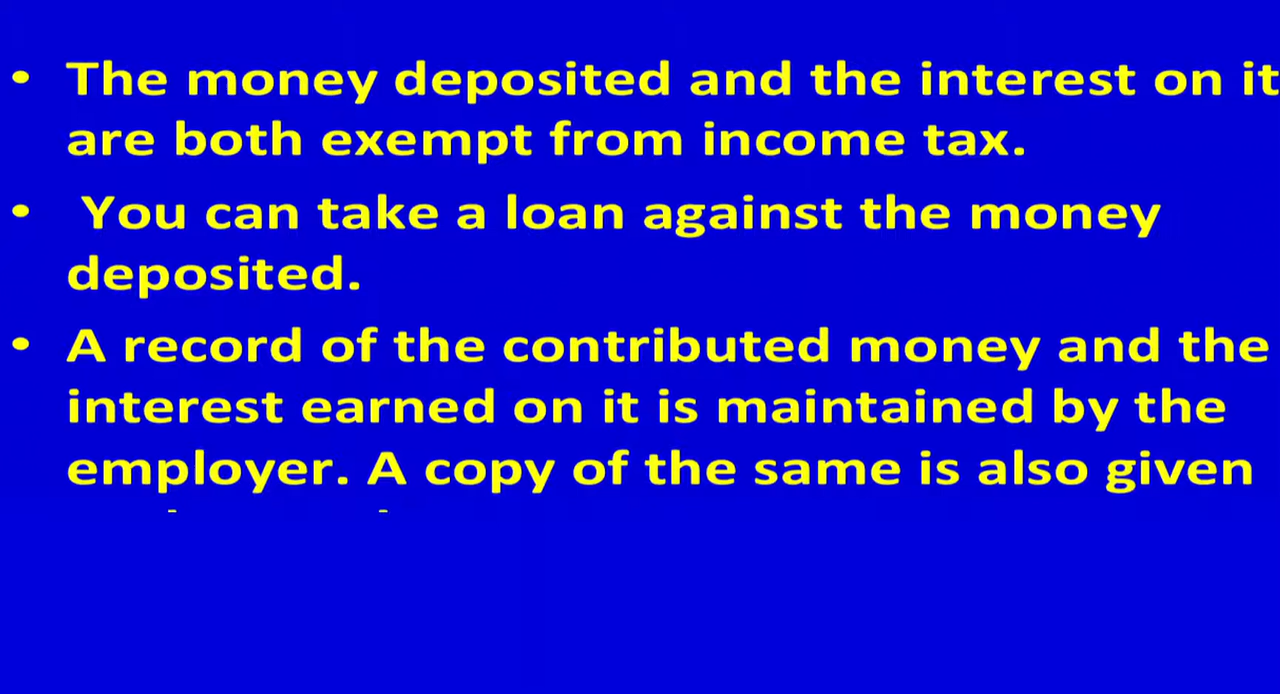 • The money deposited and the interest on it
are both exempt from income tax.
• You can take a loan against the money
deposited.
• A record of the contributed money and the
interest earned on it is maintained by the
employer. A copy of the same is also given